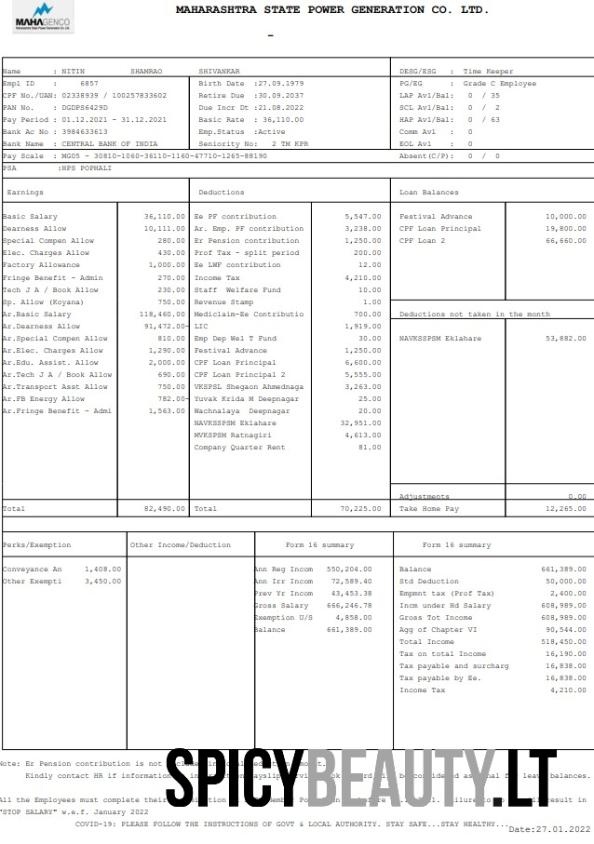 MAHAGENCO
Maharashtra State Power Generation Co. Ltd.
MAHARASHTRA STATE POWER GENERATION CO. LTD.
-
Name : NITIN SHAMRAO SHIVANKAR DESG/ESG : Time Keeper
Empl ID : 6857 Birth Date :27.09.1979 PG/EG : Grade C Employee
CPF No./UAN: 02338939 / 100257833602 Retire Due :30.09.2037 LAP Avl/Bal: 0 / 35
PAN No. : DGDPS6429D Due Incr Dt :21.08.2022 SCL Avl/Bal: 0 / 2
Pay Period : 01.12.2021 - 31.12.2021 Basic Rate : 36,110.00 HAP Avl/Bal: 0 / 63
Bank Ac No : 3984633613 Emp.Status :Active Comm Avl : 0
Bank Name : CENTRAL BANK OF INDIA Seniority No: 2 TM KPR EOL Avl : 0
Pay Scale : MG05 - 30810-1060-36110-1160-47710-1265-88190 Absent(C/P): 0 / 0
PSA :HPS POPHALI
Earnings Deductions Loan Balances
Basic Salary 36,110.00 Ee PF contribution 5,547.00 Festival Advance 10,000.00
Dearness Allow 10,111.00 Ar. Emp. PF contribution 3,238.00 CPF Loan Principal 19,800.00
Special Compen Allow 280.00 Er Pension contribution 1,250.00 CPF Loan 2 66,660.00
Elec. Charges Allow 430.00 Prof Tax - split period 200.00
Factory Allowance 1,000.00 Ee LWF contribution 12.00
Fringe Benefit - Admin 270.00 Income Tax 4,210.00
Tech J A / Book Allow 230.00 Staff Welfare Fund 10.00
Sp. Allow (Koyana) 750.00 Revenue Stamp 1.00
Ar.Basic Salary 118,460.00 Mediclaim-Ee Contributio 700.00 Deductions not taken in the month
Ar.Dearness Allow 91,472.00- LIC 1,919.00
Ar.Special Compen Allow 810.00 Emp Dep Wel T Fund 30.00 NAVKSSPSM Eklahare 53,882.00
Ar.Elec. Charges Allow 1,290.00 Festival Advance 1,250.00
Ar.Edu. Assist. Allow 2,000.00 CPF Loan Principal 6,600.00
Ar.Tech J A / Book Allow 690.00 CPF Loan Principal 2 5,555.00
Ar.Transport Asst Allow 750.00 VKSPSL Shegaon Ahmednaga 3,263.00
Ar.FB Energy Allow 782.00- Yuvak Krida M Deepnagar 25.00
Ar.Fringe Benefit - Admi 1,563.00 Wachnalaya Deepnagar 20.00
NAVKSSPSM Eklahare 32,951.00
MVKSPSM Ratnagiri 4,613.00
Company Quarter Rent 81.00
Adjustments 0.00
Total 82,490.00 Total 70,225.00 Take Home Pay 12,265.00
Perks/Exemption Other Income/Deduction Form 16 summary Form 16 summary
Conveyance An 1,408.00 Ann Reg Incom 550,204.00 Balance 661,389.00
Other Exempti 3,450.00 Ann Irr Incom 72,589.40 Std Deduction 50,000.00
Prev Yr Incom 43,453.38 Empmnt tax (Prof Tax) 2,400.00
Gross Salary 666,246.78 Incm under Hd Salary 608,989.00
Exemption U/S 4,858.00 Gross Tot Income 608,989.00
Balance 661,389.00 Agg of Chapter VI 90,544.00
Total Income 518,450.00
Tax on total Income 16,190.00
Tax payable and surcharg 16,838.00
Tax payable by Ee. 16,838.00
Income Tax 4,210.00
SPICYBEAUTY.LT
Note: Er Pension contribution is not
Kindly contact HR if information leave balances.
All the Employees must complete their result in
"STOP SALARY" w.e.f. January 2022
COVID-19: PLEASE FOLLOW THE INSTRUCTIONS OF GOVT & LOCAL AUTHORITY. STAY SAFE...STAY HEALTHY...
Date:27.01.2022